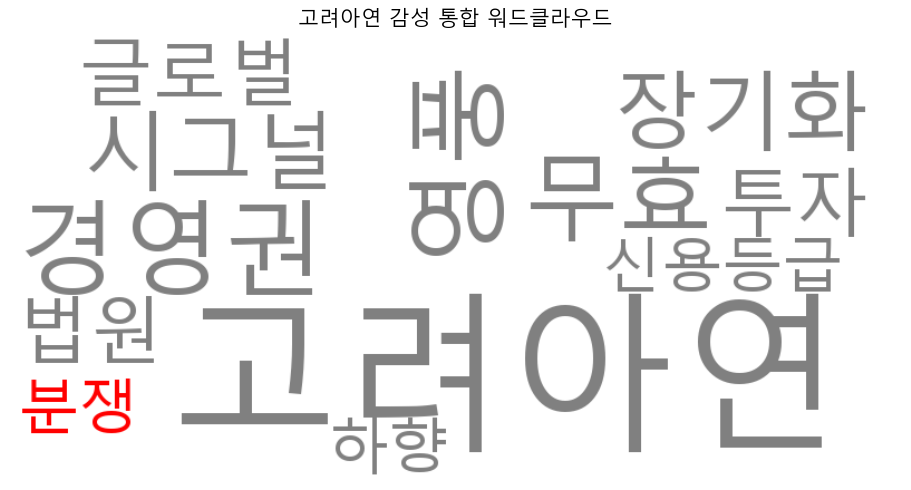 고려아연 감성 통합 워드클라우드
글로벌
시그널
경영권
법원
분쟁
영풍
장기화
무효
투자
신용등급
고려아연
하향